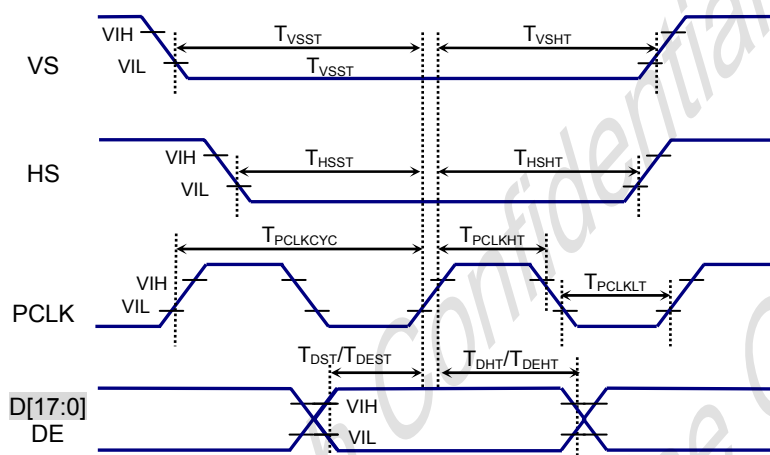 VIH
T_VSST
T_VSHT
VS
VIL
T_VSST
VIH
HS
T_HSST
T_HSHT
VIL
T_PCLKCYC
T_PCLKHT
VIH
T_PCLKLT
PCLK
VIL
T_DST/T_DEST
T_DHT/T_DEHT
D[17:0]
VIH
DE
VIL
Confidential